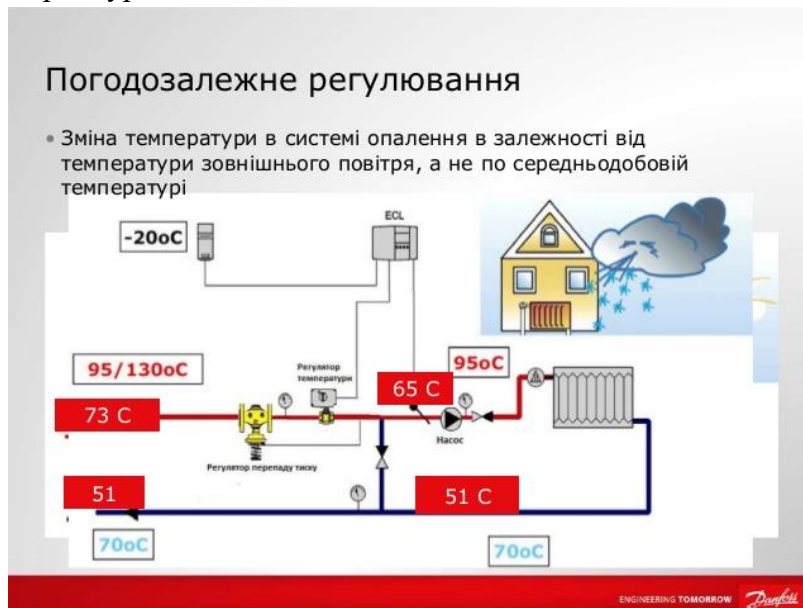 Погодозалежне регулювання
• Зміна температури в системі опалення в залежності від
температури зовнішнього повітря, а не по середньодобовій
температурі
-20оС
ECL
95/130оС
Регулятор
температури
95оС
65 С
73 С
Насос
Регулятор перепаду тиску
51
51 С
70оС
70оС
ENGINEERING TOMORROW
Danfoss